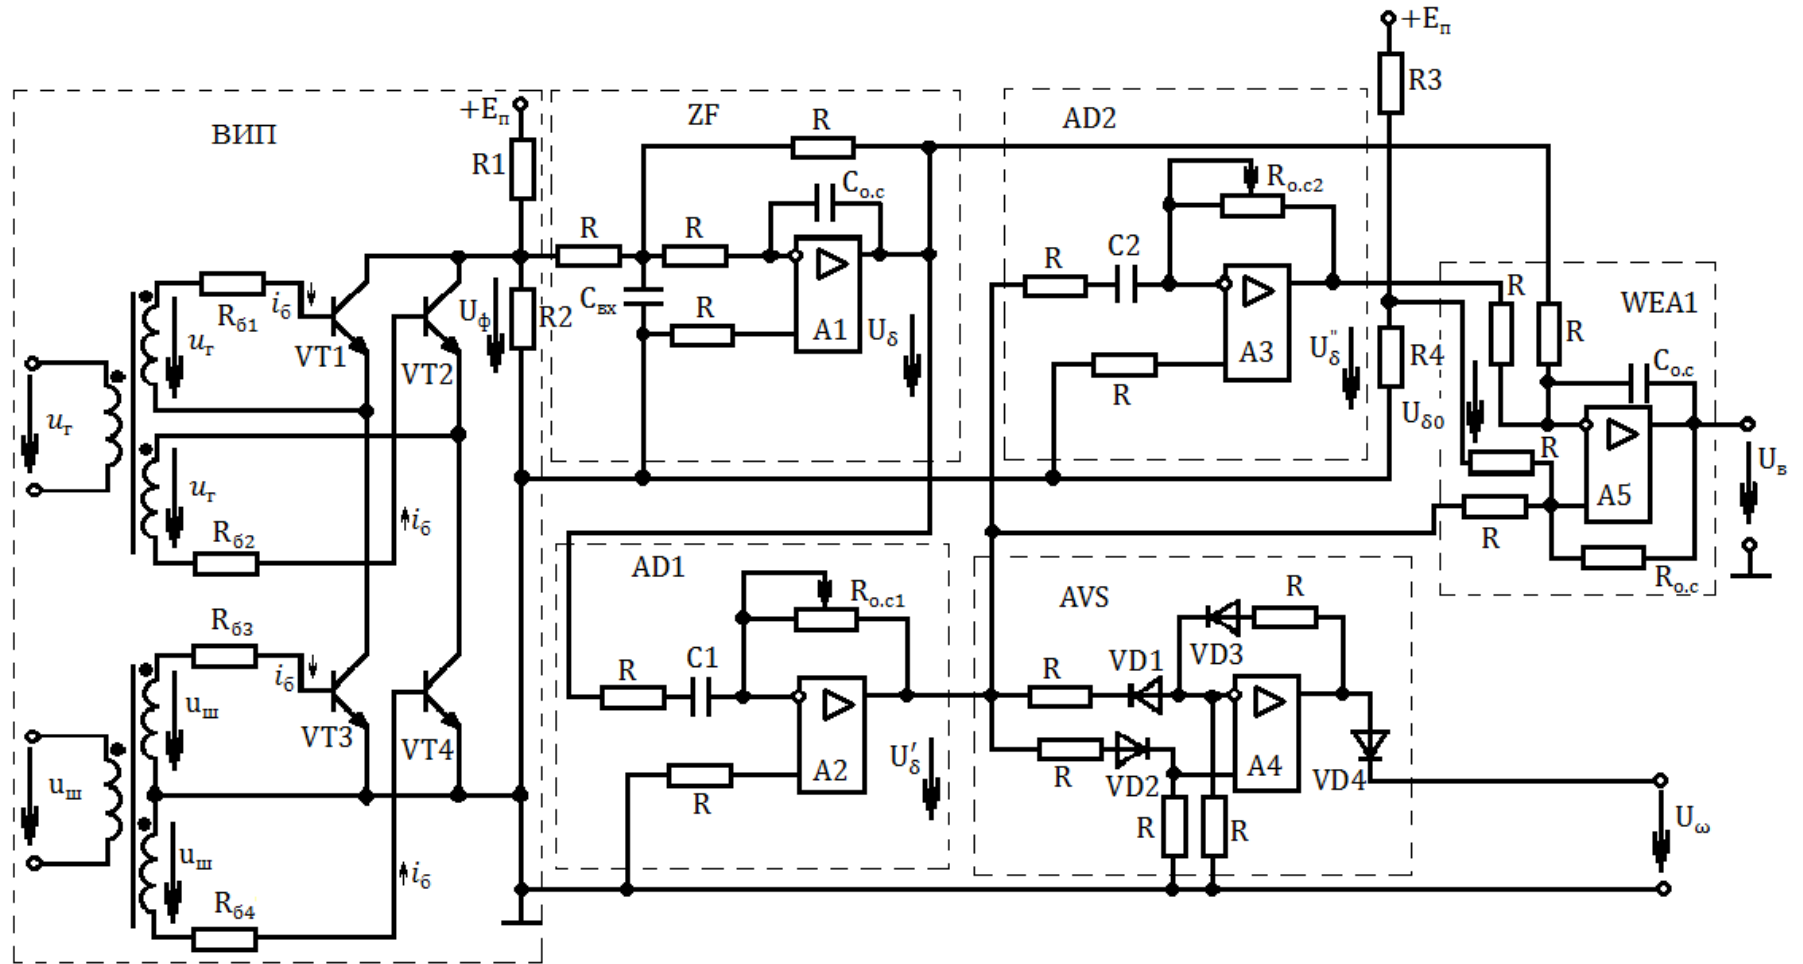 +Eп
R3
ВИП
+Eп
R1
ZF
R
AD2
Cо.с
Rо.с2
R
R
R
C2
Rб1
iб
uг
VT1
VT2
Uф
R2
Cвх
R
A1
Uδ
A3
R
U"δ
R4
Uδ0
R
WEA1
R
Cо.с
uг
uг
Rб2
iб
R
A5
Uв
R
Rо.с
AD1
Rо.с1
AVS
R
Rб3
iб
uш
VT3
VT4
R
C1
R
VD1
VD3
uш
A2
R
U'δ
R
VD2
A4
VD4
uш
Rб4
iб
R
R
Uω